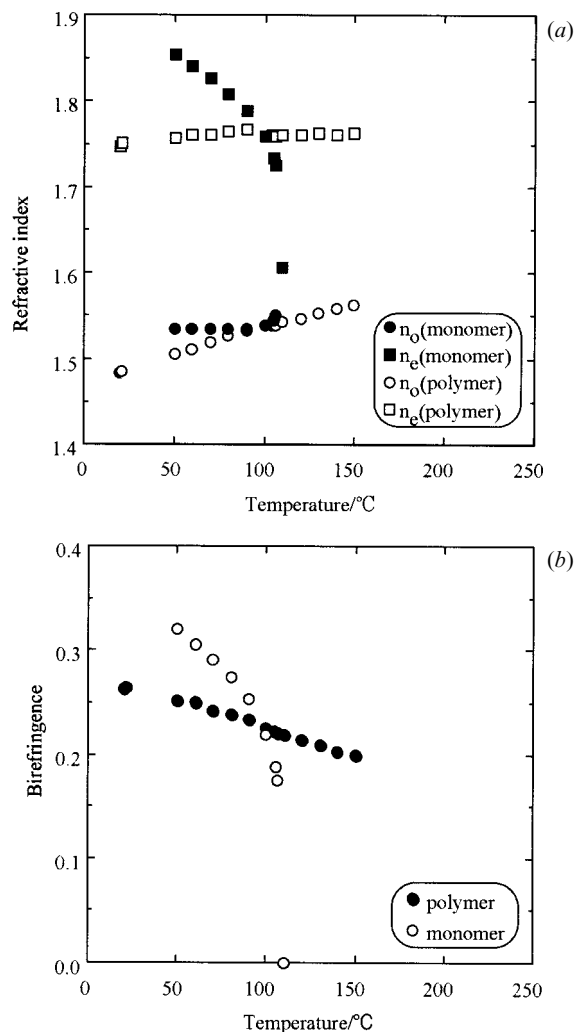 (a)
1.9
1.8
1.7
1.6
1.5
1.4
Refractive index
n_o(monomer)
n_e(monomer)
n_o(polymer)
n_e(polymer)
0 50 100 150 200 250
Temperature/°C
(b)
0.4
0.3
0.2
0.1
0.0
Birefringence
polymer
monomer
0 50 100 150 200 250
Temperature/°C